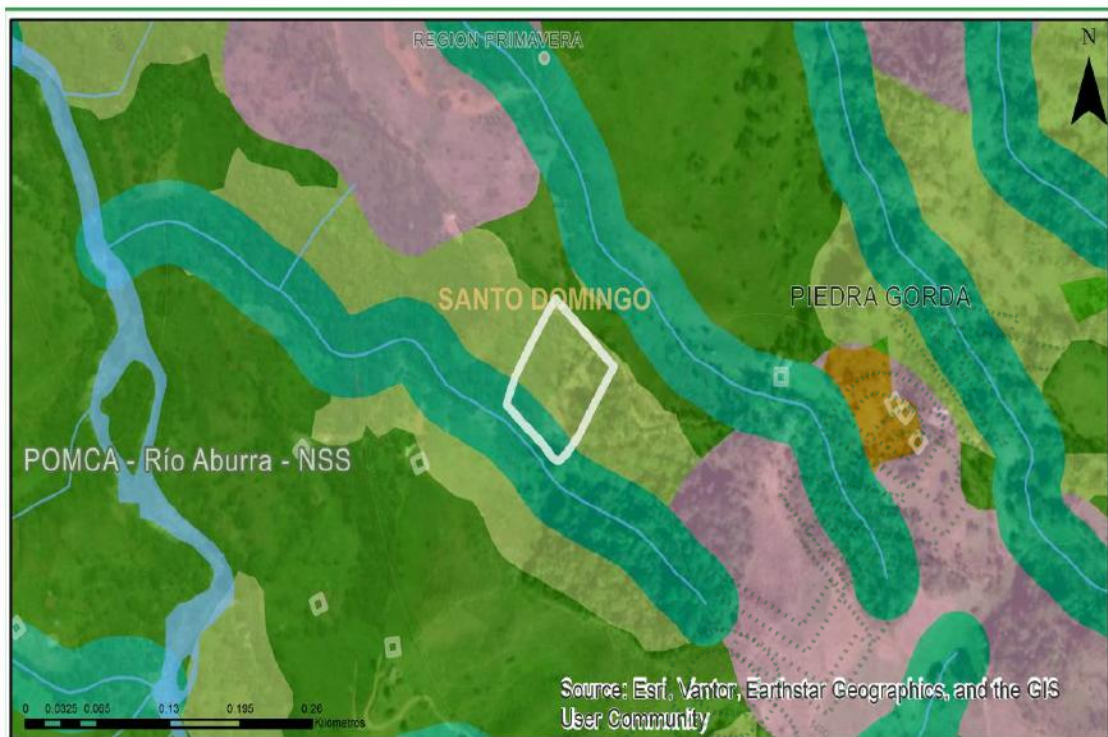 REGION PRIMAVERA
N
SANTO DOMINGO
PIEDRA GORDA
POMCA - Río Aburra - NSS
Source: Esri, Vantor, Earthstar Geographics, and the GIS
User Community
0 0.0325 0.065 0.13 0.195 0.26
Kilometros